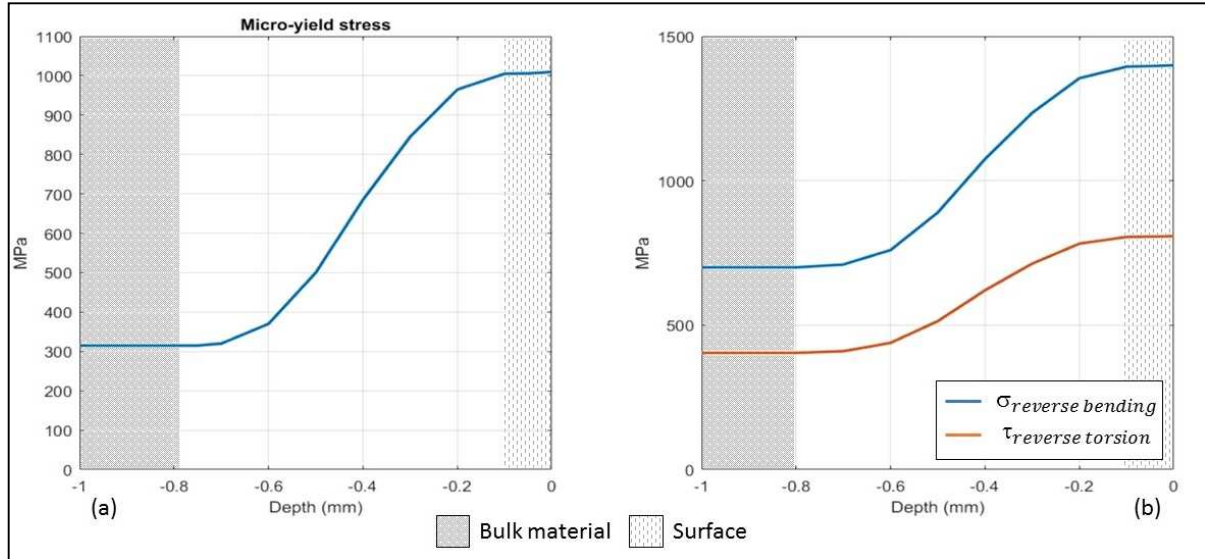 Micro-yield stress
1100
1000
900
800
700
600
500
400
300
200
100
0
MPa
-1
-0.8
-0.6
-0.4
-0.2
0
Depth (mm)
(a)
1500
1000
500
0
MPa
σreverse bending
τreverse torsion
-1
-0.8
-0.6
-0.4
-0.2
0
Depth (mm)
(b)
Bulk material
Surface